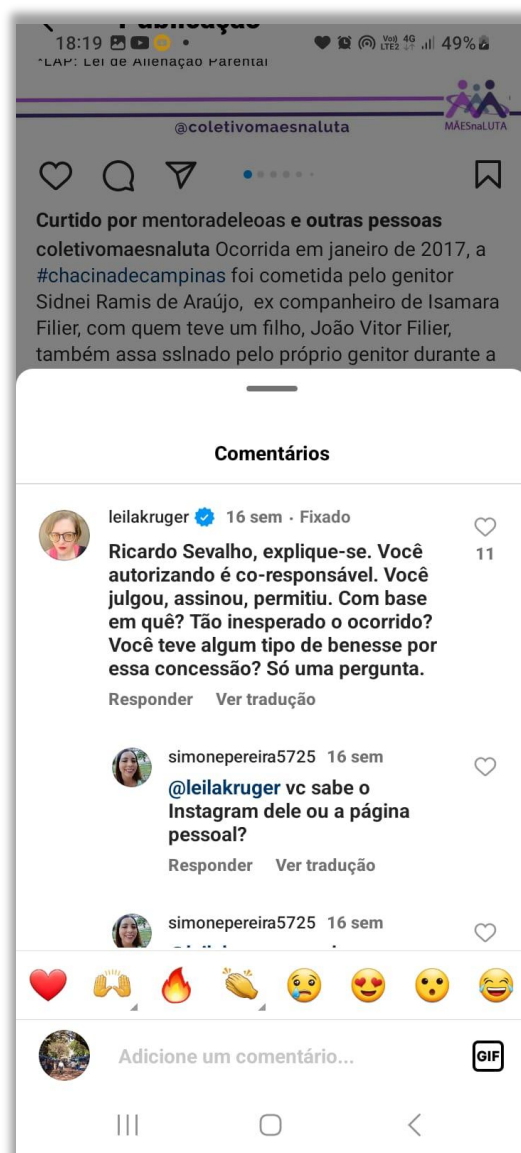 Publicação
18:19 • Voi) 4G LTE2 49%
*LAP: Lei de Alienação Parental
@coletivomaesnaluta
MÃESnaLUTA
Curtido por mentoradeleoas e outras pessoas
coletivomaesnaluta Ocorrida em janeiro de 2017, a
#chacinadecampinas foi cometida pelo genitor
Sidnei Ramis de Araújo, ex companheiro de Isamara
Filier, com quem teve um filho, João Vitor Filier,
também assa sslnado pelo próprio genitor durante a
Comentários
leilakruger 16 sem · Fixado
Ricardo Sevalho, explique-se. Você
autorizando é co-responsável. Você
julgou, assinou, permitiu. Com base
em quê? Tão inesperado o ocorrido?
Você teve algum tipo de benesse por
essa concessão? Só uma pergunta.
11
Responder Ver tradução
simonepereira5725 16 sem
@leilakruger vc sabe o
Instagram dele ou a página
pessoal?
Responder Ver tradução
simonepereira5725 16 sem
Adicione um comentário...
GIF